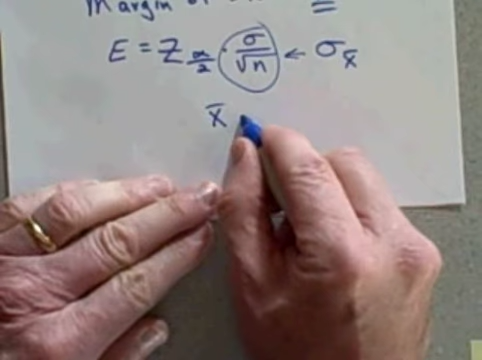 Margin of
E = Z α/2 · σ/√n ← σx̄
x̄